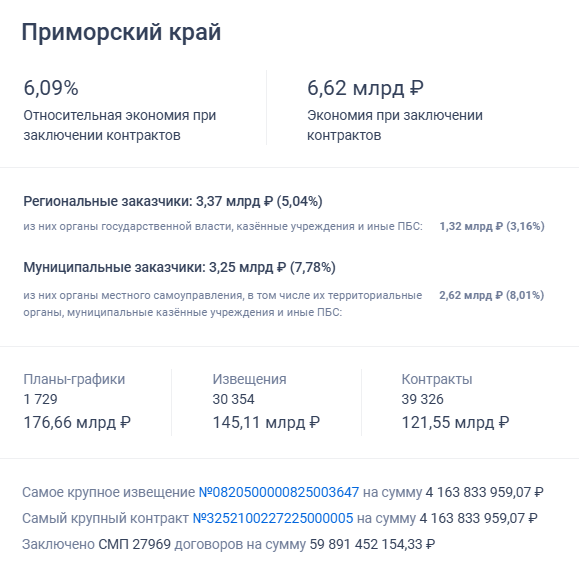 Приморский край
6,09%
Относительная экономия при
заключении контрактов
6,62 млрд ₽
Экономия при заключении
контрактов
Региональные заказчики: 3,37 млрд ₽ (5,04%)
из них органы государственной власти, казённые учреждения и иные ПБС: 1,32 млрд ₽ (3,16%)
Муниципальные заказчики: 3,25 млрд ₽ (7,78%)
из них органы местного самоуправления, в том числе их территориальные 2,62 млрд ₽ (8,01%)
органы, муниципальные казённые учреждения и иные ПБС:
Планы-графики
1 729
176,66 млрд ₽
Извещения
30 354
145,11 млрд ₽
Контракты
39 326
121,55 млрд ₽
Самое крупное извещение №0820500000825003647 на сумму 4 163 833 959,07 ₽
Самый крупный контракт №3252100227225000005 на сумму 4 163 833 959,07 ₽
Заключено СМП 27969 договоров на сумму 59 891 452 154,33 ₽